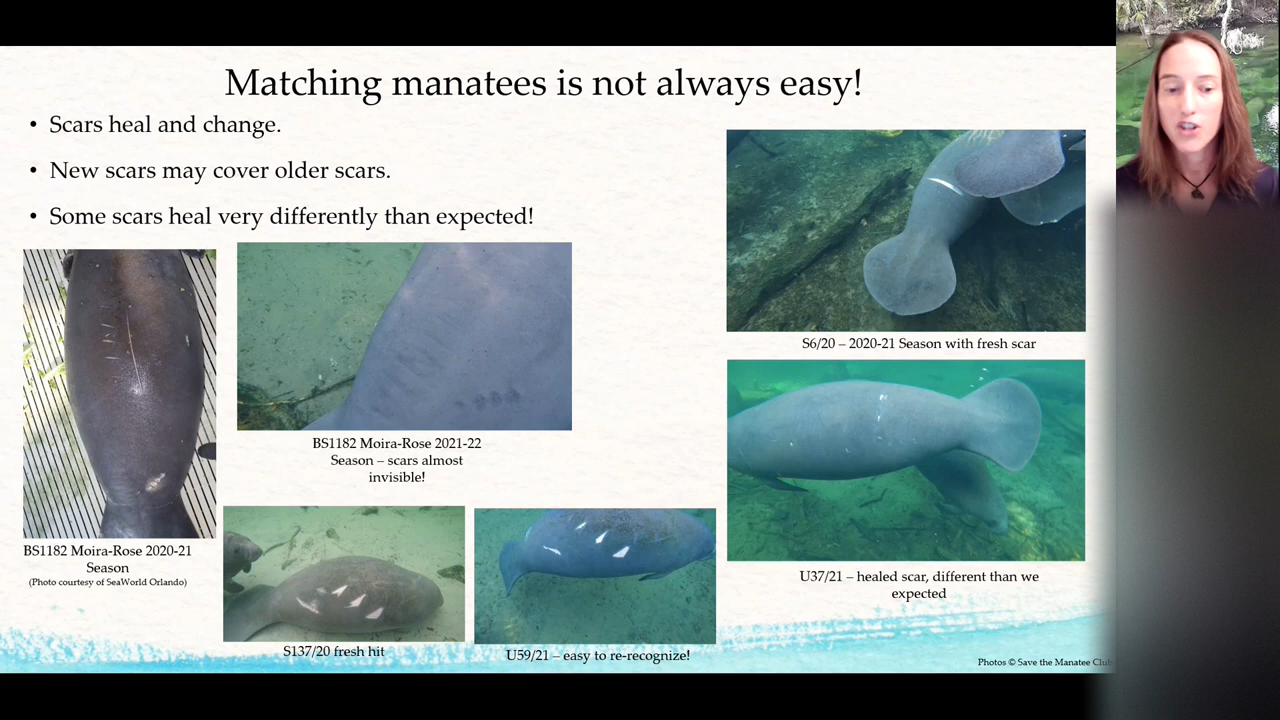 Matching manatees is not always easy!
• Scars heal and change.
• New scars may cover older scars.
• Some scars heal very differently than expected!
BS1182 Moira-Rose 2020-21
Season
(Photo courtesy of SeaWorld Orlando)
BS1182 Moira-Rose 2021-22
Season – scars almost
invisible!
S137/20 fresh hit
U59/21 – easy to re-recognize!
S6/20 – 2020-21 Season with fresh scar
U37/21 – healed scar, different than we
expected
Photos © Save the Manatee Club